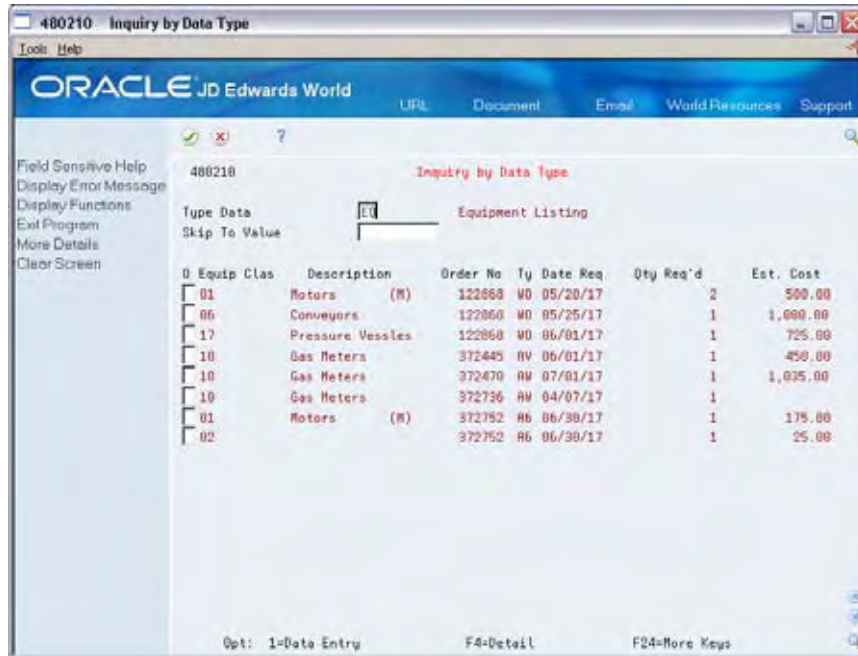 480210 Inquiry by Data Type
Tools Help
ORACLE JD Edwards World
URL Document Email World Resources Support
?
Field Sensitive Help
Display Error Message
Display Functions
Exit Program
More Details
Clear Screen
480210 Inquiry by Data Type
Type Data EQ Equipment Listing
Skip To Value
O Equip Clas Description Order No Ty Date Req Qty Req'd Est. Cost
01 Motors (M) 122868 WO 05/20/17 2 500.00
06 Conveyors 122868 WO 05/25/17 1 1,000.00
17 Pressure Vessles 122868 WO 06/01/17 1 725.00
10 Gas Meters 372445 AV 06/01/17 1 450.00
10 Gas Meters 372470 AW 07/01/17 1 1,035.00
10 Gas Meters 372736 AW 04/07/17 1
01 Motors (M) 372752 A6 06/30/17 1 175.00
02 372752 A6 06/30/17 1 25.00
Opt: 1=Data Entry F4=Detail F24=More Keys